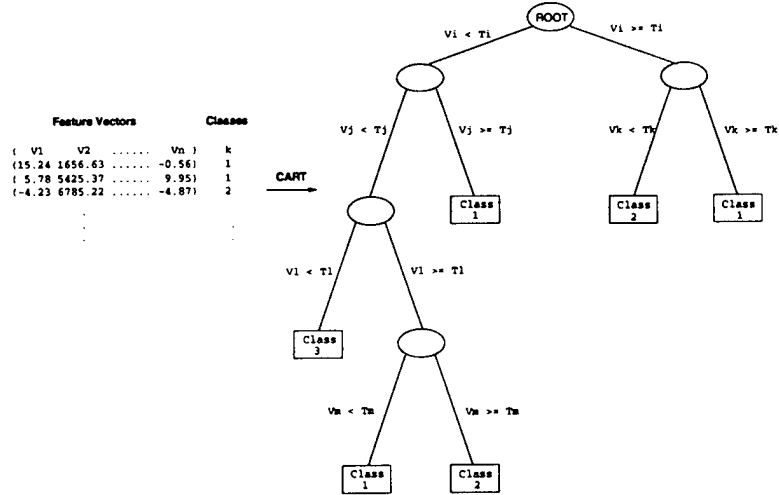 ROOT
Vi < Ti
Vi >= Ti
Feature Vectors Classes
( V1 V2 ...... Vn ) k
(15.24 1656.63 ...... -0.56) 1
( 5.78 5425.37 ...... 9.95) 1
(-4.23 6785.22 ...... -4.87) 2
CART
Vj < Tj
Vj >= Tj
Vk < Tk
Vk >= Tk
Class
1
Class
2
Class
1
Vl < Tl
Vl >= Tl
Class
3
Vm < Tm
Vm >= Tm
Class
1
Class
2